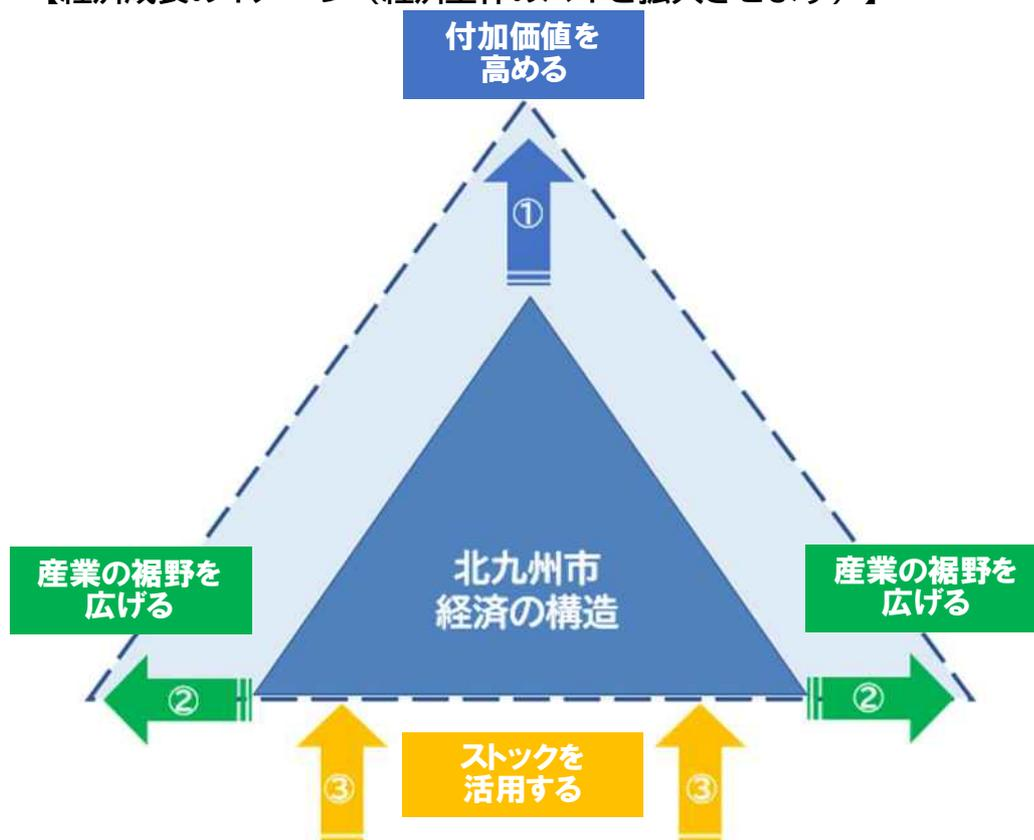 付加価値を
高める
①
北九州市
経済の構造
産業の裾野を
広げる
産業の裾野を
広げる
②
②
ストックを
活用する
③
③